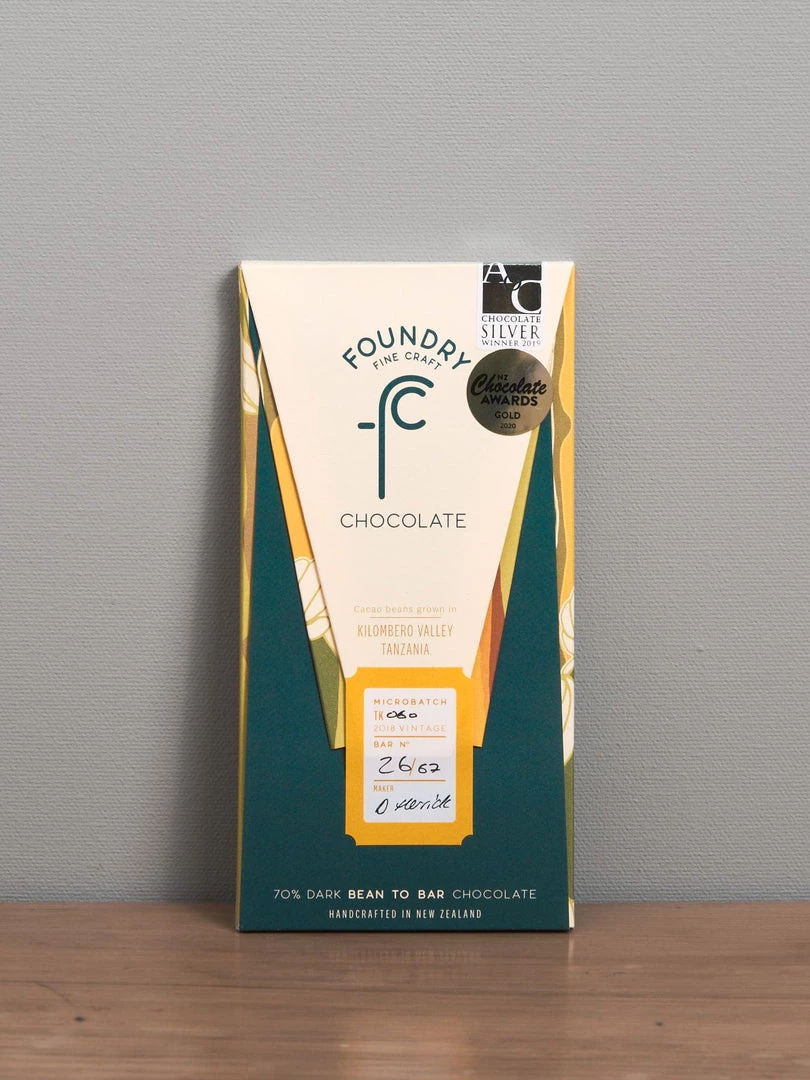 A C
CHOCOLATE
SILVER
WINNER 2019
NZ
Chocolate
AWARDS
GOLD
2020
FOUNDRY
FINE CRAFT
fC
CHOCOLATE
Cacao beans grown in
KILOMBERO VALLEY
TANZANIA
MICROBATCH
TK 060
2018 VINTAGE
BAR Nº
26/67
MAKER
D Herrick
70% DARK BEAN TO BAR CHOCOLATE
HANDCRAFTED IN NEW ZEALAND